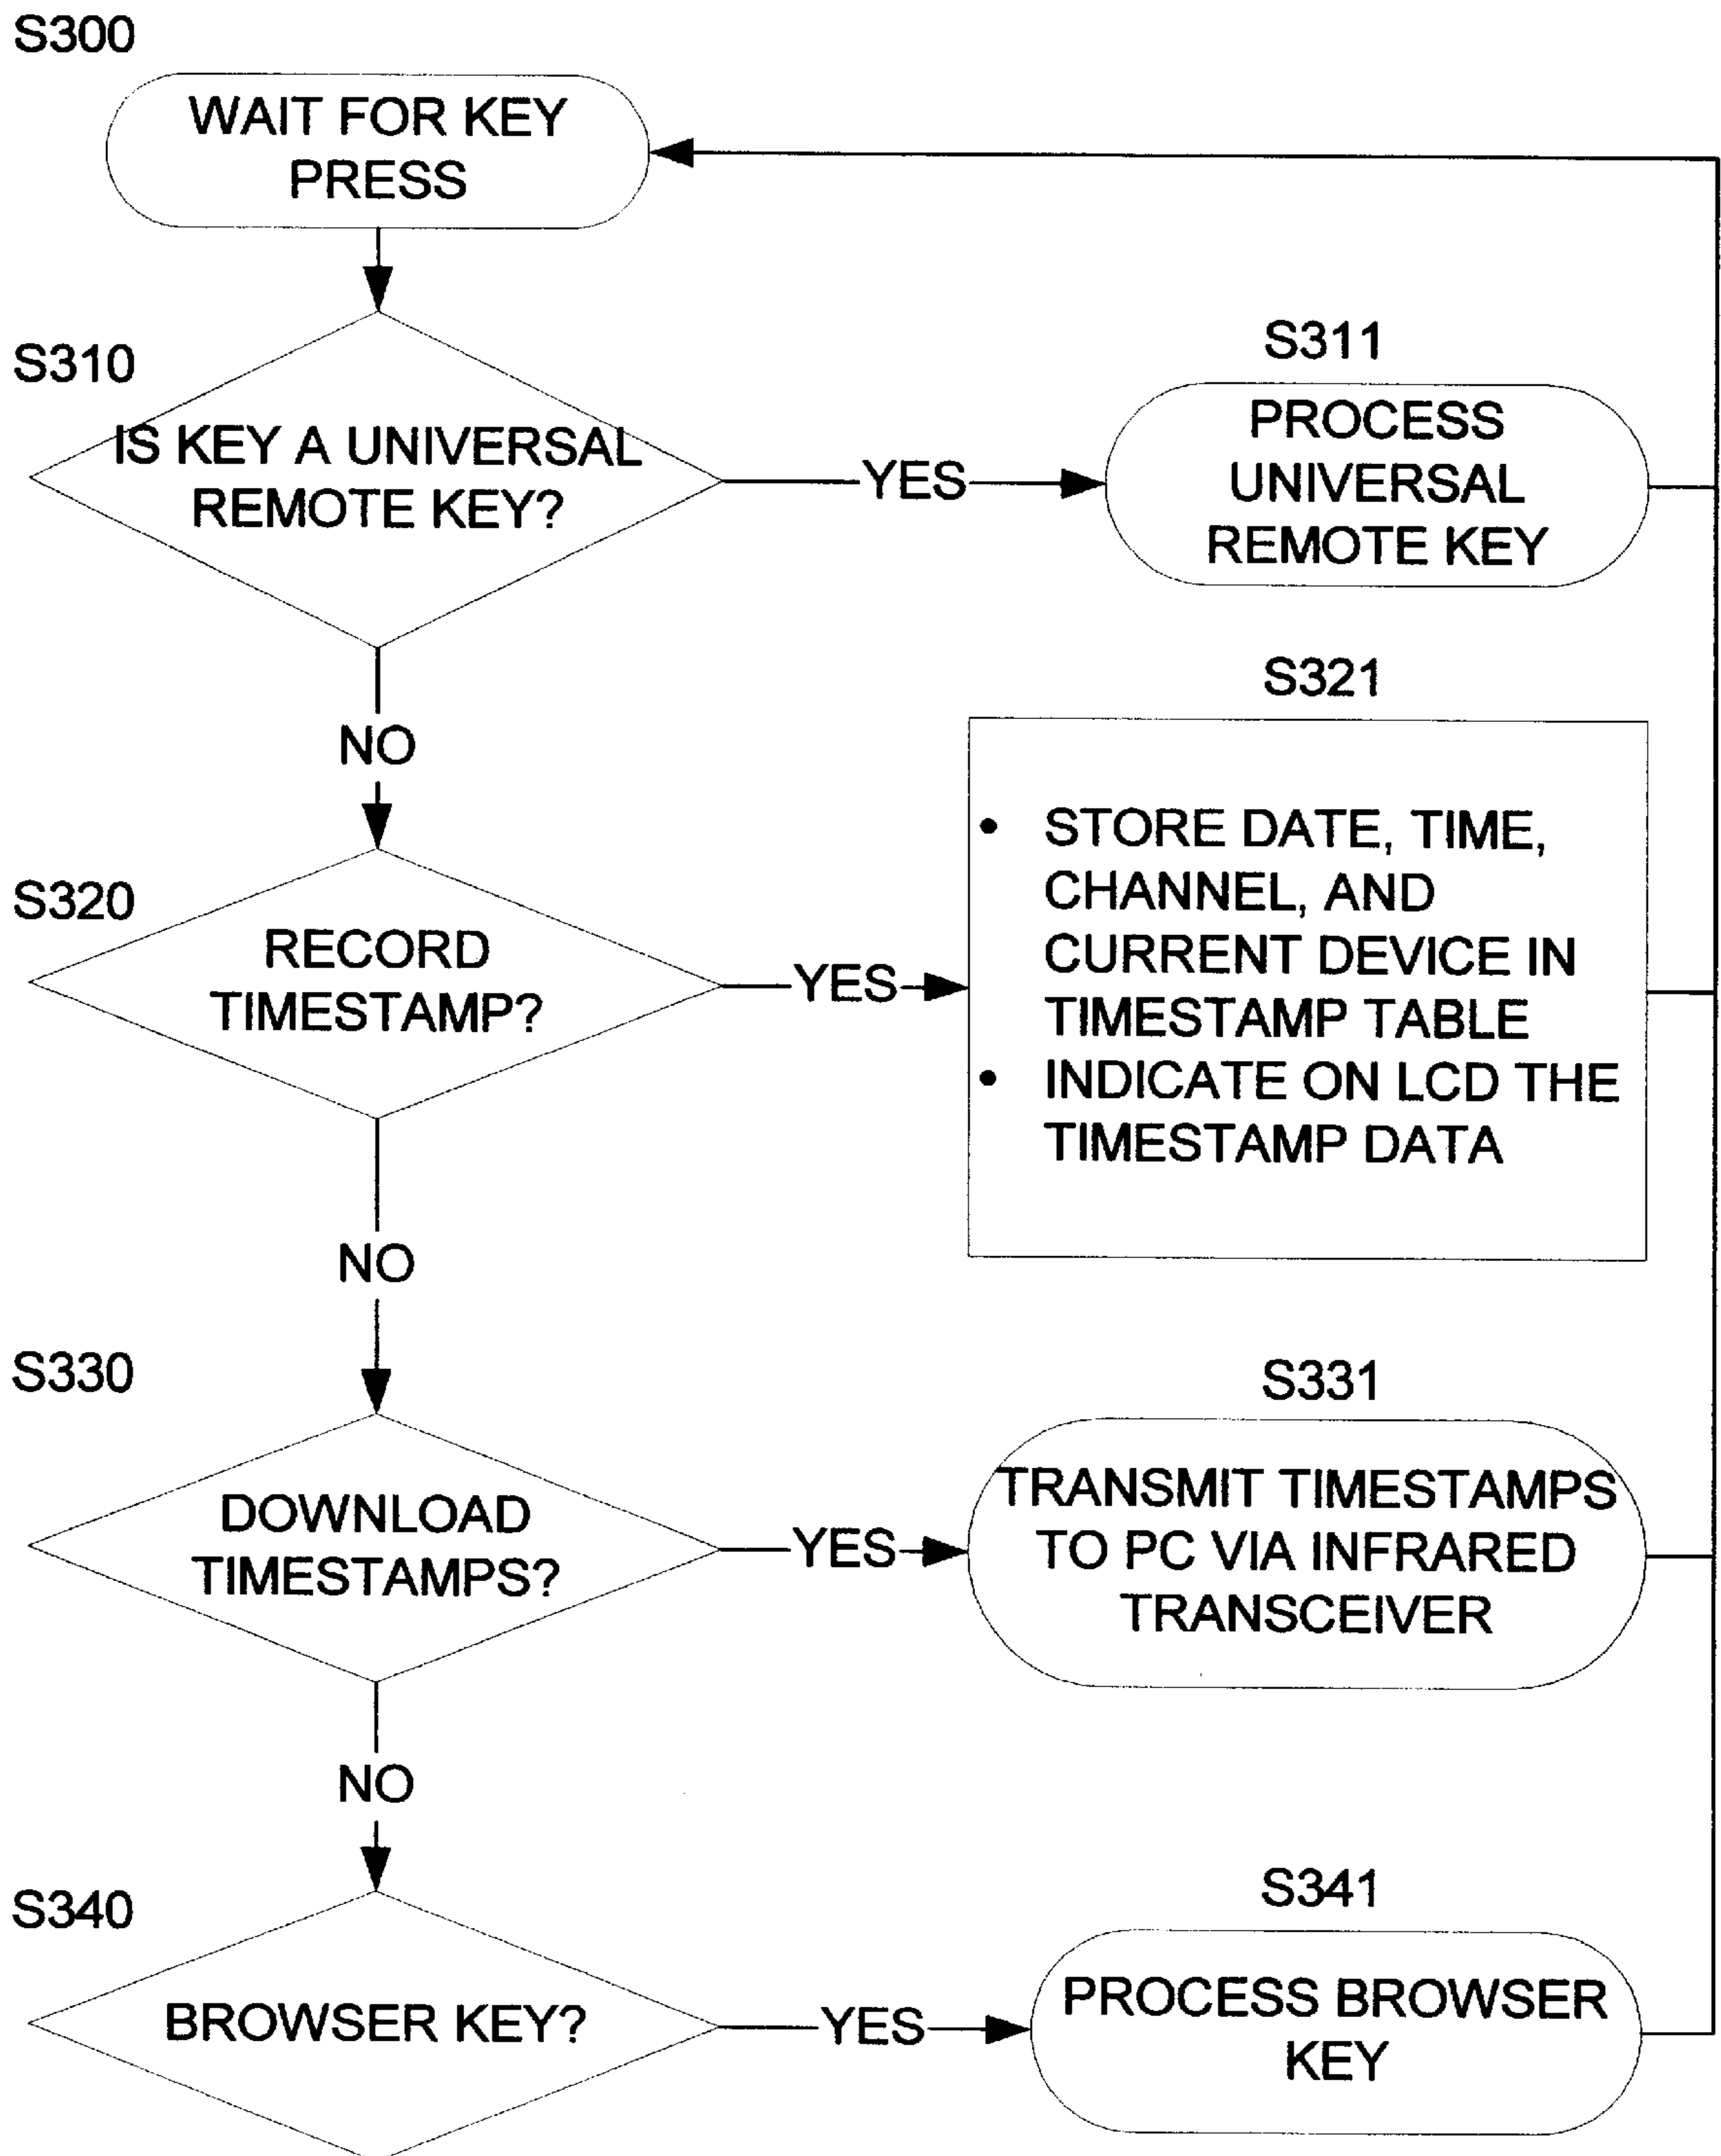 S300
WAIT FOR KEY
PRESS
S310
IS KEY A UNIVERSAL
REMOTE KEY?
YES
S311
PROCESS
UNIVERSAL
REMOTE KEY
NO
S320
RECORD
TIMESTAMP?
YES
S321
• STORE DATE, TIME,
CHANNEL, AND
CURRENT DEVICE IN
TIMESTAMP TABLE
• INDICATE ON LCD THE
TIMESTAMP DATA
NO
S330
DOWNLOAD
TIMESTAMPS?
YES
S331
TRANSMIT TIMESTAMPS
TO PC VIA INFRARED
TRANSCEIVER
NO
S340
BROWSER KEY?
YES
S341
PROCESS BROWSER
KEY